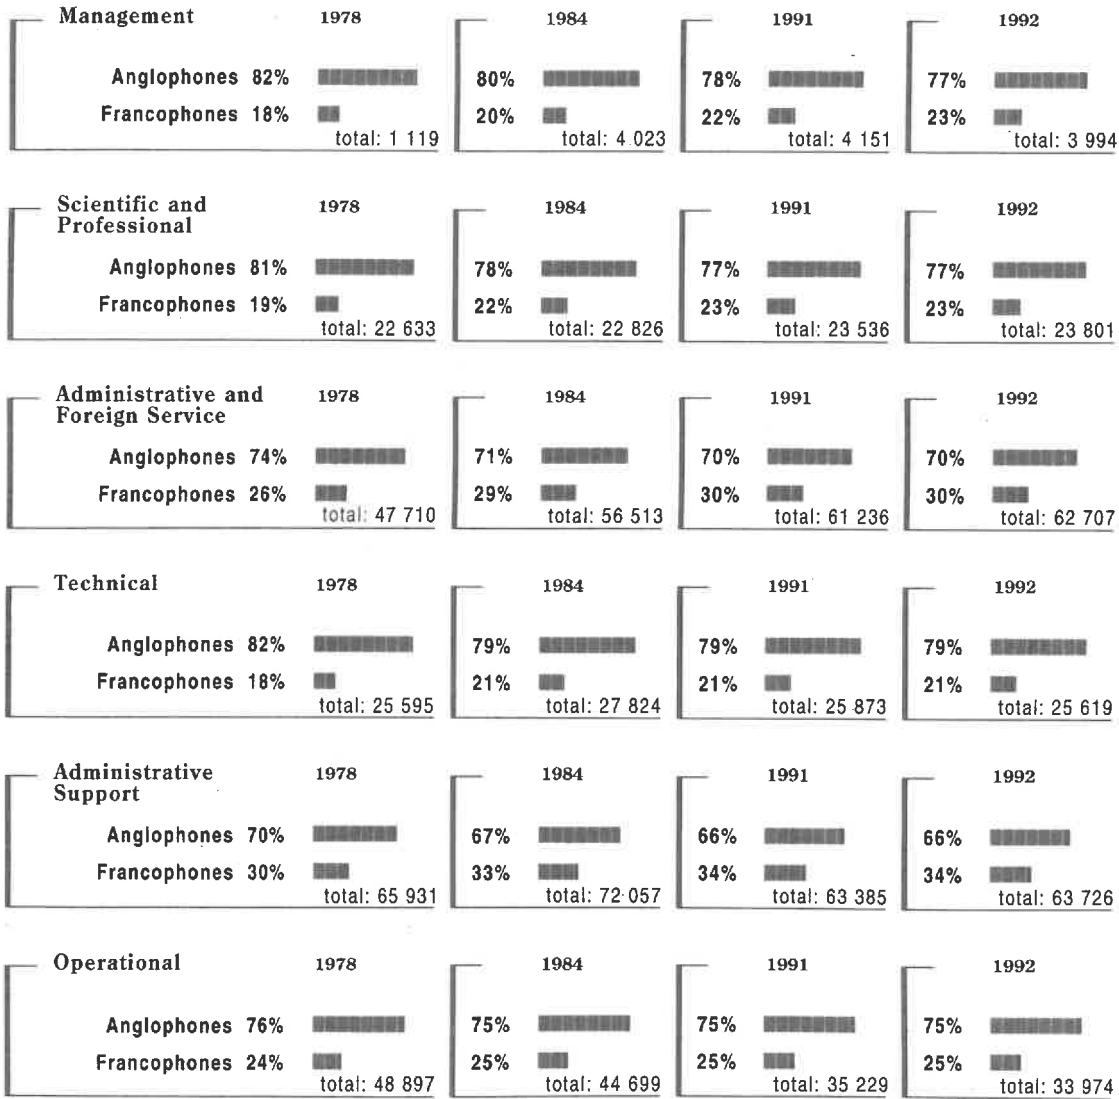 Management 1978 1984 1991 1992
Anglophones 82% 80% 78% 77%
Francophones 18% 20% 22% 23%
total: 1 119 total: 4 023 total: 4 151 total: 3 994
Scientific and
Professional 1978 1984 1991 1992
Anglophones 81% 78% 77% 77%
Francophones 19% 22% 23% 23%
total: 22 633 total: 22 826 total: 23 536 total: 23 801
Administrative and
Foreign Service 1978 1984 1991 1992
Anglophones 74% 71% 70% 70%
Francophones 26% 29% 30% 30%
total: 47 710 total: 56 513 total: 61 236 total: 62 707
Technical 1978 1984 1991 1992
Anglophones 82% 79% 79% 79%
Francophones 18% 21% 21% 21%
total: 25 595 total: 27 824 total: 25 873 total: 25 619
Administrative
Support 1978 1984 1991 1992
Anglophones 70% 67% 66% 66%
Francophones 30% 33% 34% 34%
total: 65 931 total: 72 057 total: 63 385 total: 63 726
Operational 1978 1984 1991 1992
Anglophones 76% 75% 75% 75%
Francophones 24% 25% 25% 25%
total: 48 897 total: 44 699 total: 35 229 total: 33 974